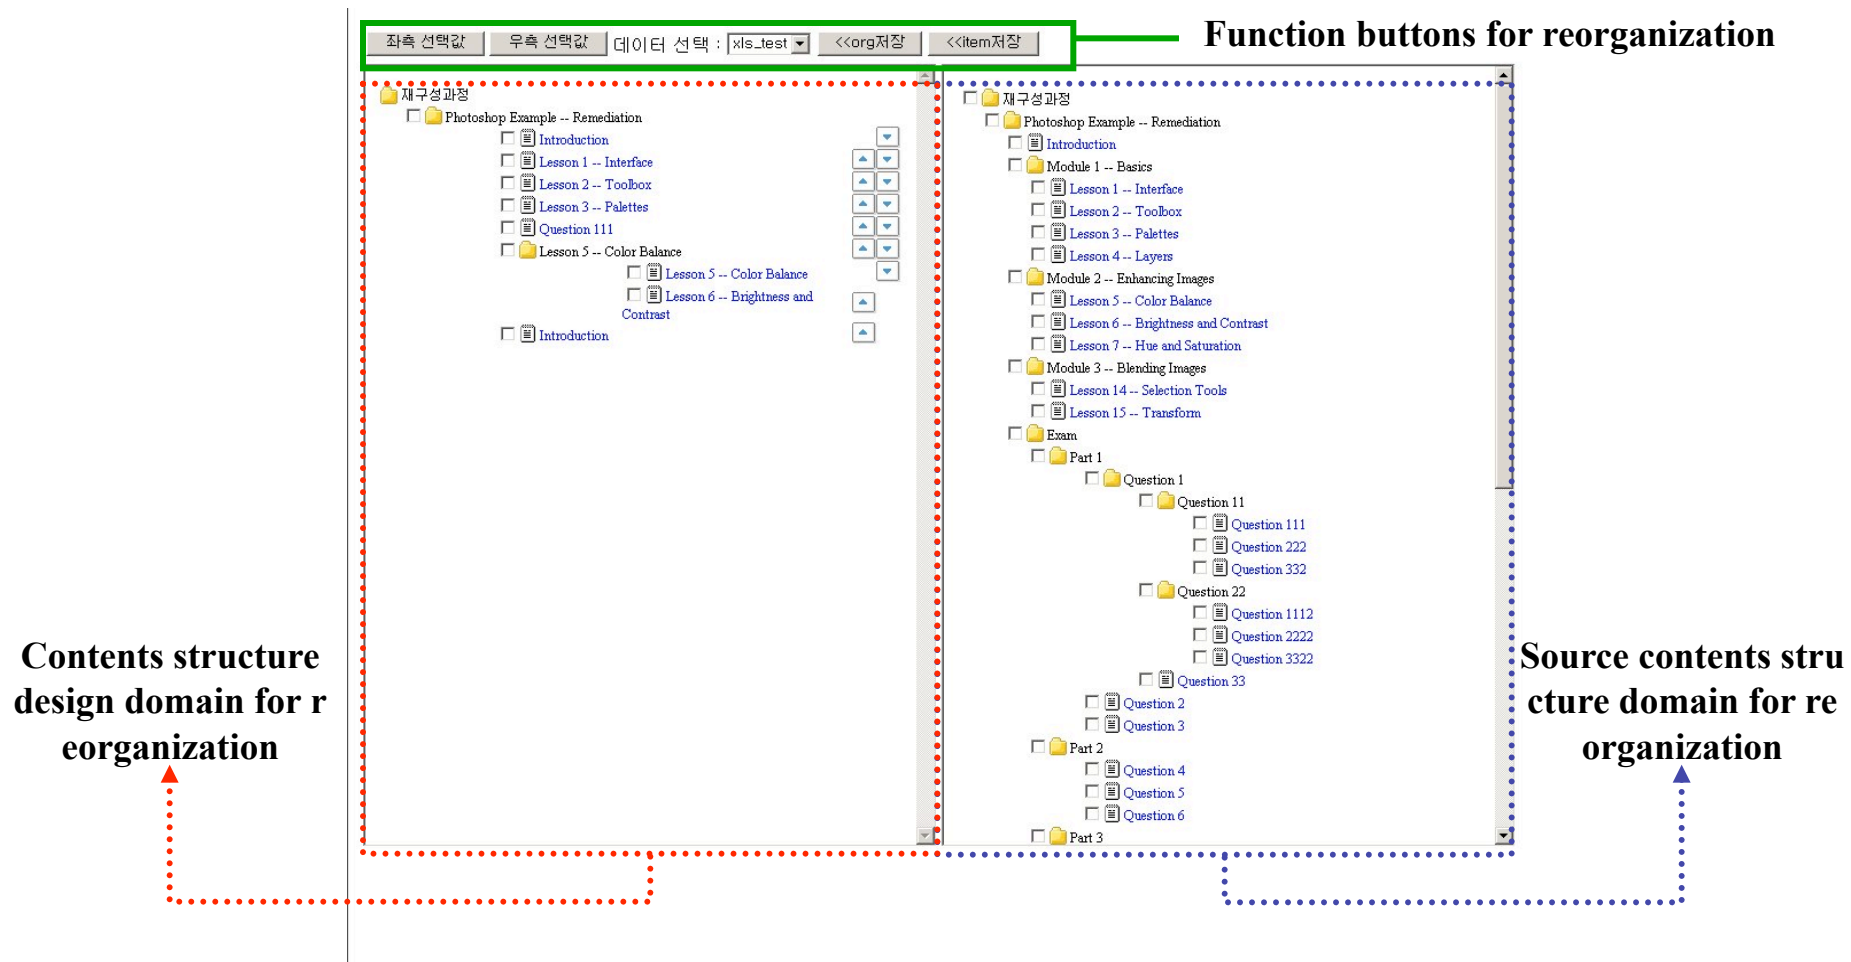 좌측 선택값 우측 선택값 데이터 선택 : xls_test <<org저장 <<item저장
Function buttons for reorganization
재구성과정
Photoshop Example -- Remediation
Introduction
Lesson 1 -- Interface
Lesson 2 -- Toolbox
Lesson 3 -- Palettes
Question 111
Lesson 5 -- Color Balance
Lesson 5 -- Color Balance
Lesson 6 -- Brightness and
Contrast
Introduction
재구성과정
Photoshop Example -- Remediation
Introduction
Module 1 -- Basics
Lesson 1 -- Interface
Lesson 2 -- Toolbox
Lesson 3 -- Palettes
Lesson 4 -- Layers
Module 2 -- Enhancing Images
Lesson 5 -- Color Balance
Lesson 6 -- Brightness and Contrast
Lesson 7 -- Hue and Saturation
Module 3 -- Blending Images
Lesson 14 -- Selection Tools
Lesson 15 -- Transform
Exam
Part 1
Question 1
Question 11
Question 111
Question 222
Question 332
Question 22
Question 1112
Question 2222
Question 3322
Question 33
Question 2
Question 3
Part 2
Question 4
Question 5
Question 6
Part 3
Contents structure
design domain for r
eorganization
Source contents stru
cture domain for re
organization